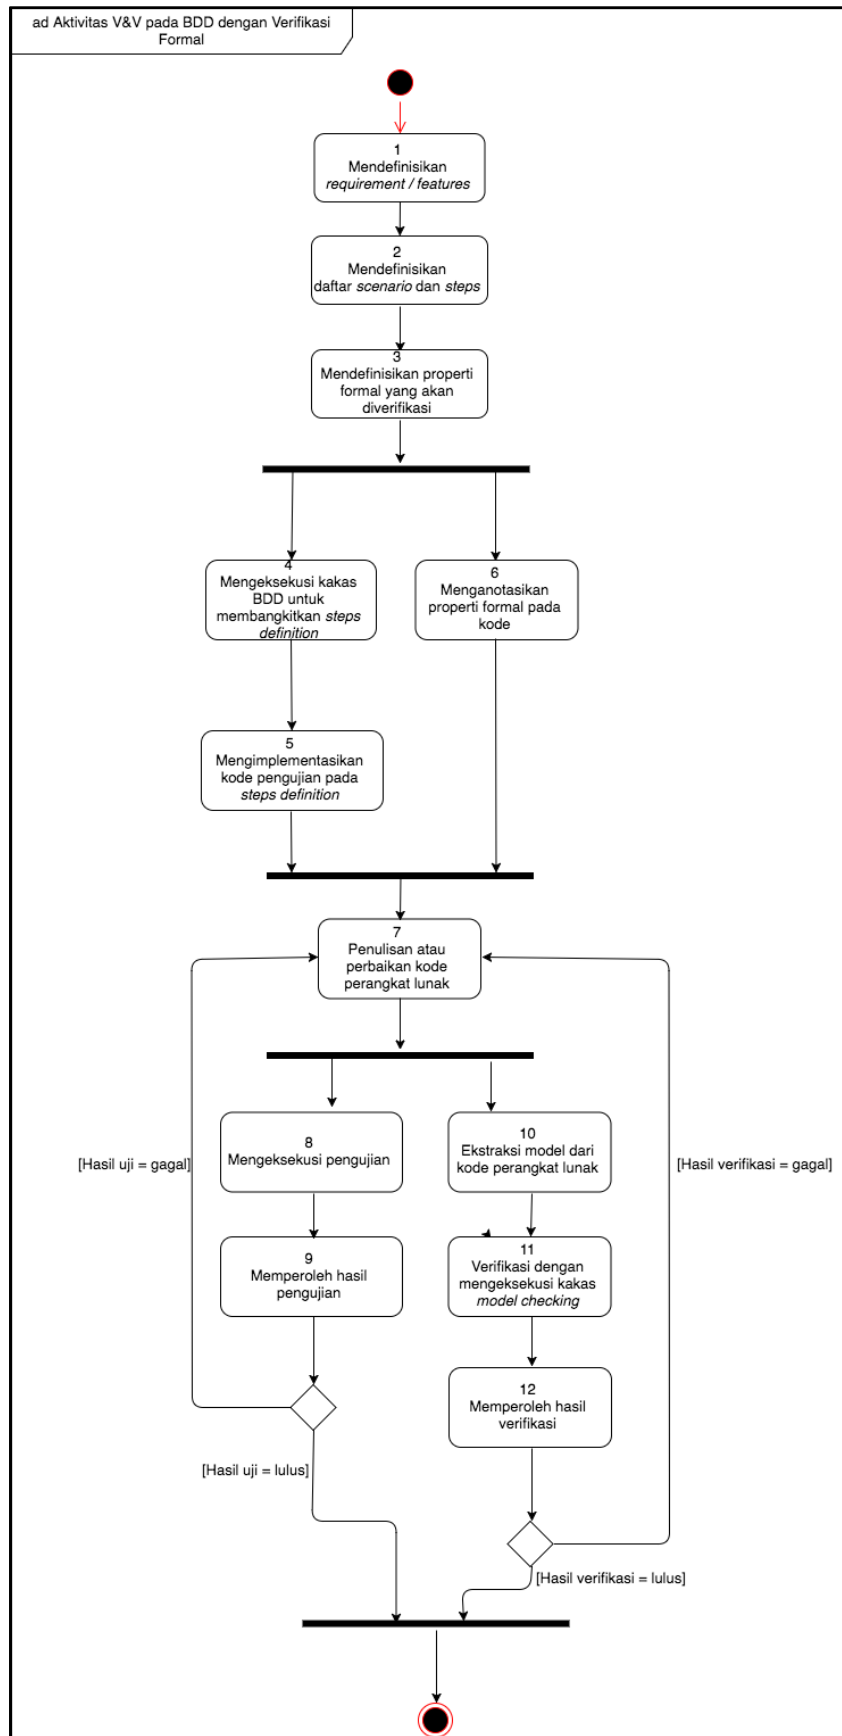 ad Aktivitas V&V pada BDD dengan Verifikasi
Formal
1
Mendefinisikan
requirement / features
2
Mendefinisikan
daftar scenario dan steps
3
Mendefinisikan properti
formal yang akan
diverifikasi
4
Mengeksekusi kakas
BDD untuk
membangkitkan steps
definition
6
Menganotasikan
properti formal pada
kode
5
Mengimplementasikan
kode pengujian pada
steps definition
7
Penulisan atau
perbaikan kode
perangkat lunak
8
Mengeksekusi pengujian
10
Ekstraksi model dari
kode perangkat lunak
[Hasil uji = gagal]
[Hasil verifikasi = gagal]
9
Memperoleh hasil
pengujian
11
Verifikasi dengan
mengeksekusi kakas
model checking
12
Memperoleh hasil
verifikasi
[Hasil uji = lulus]
[Hasil verifikasi = lulus]